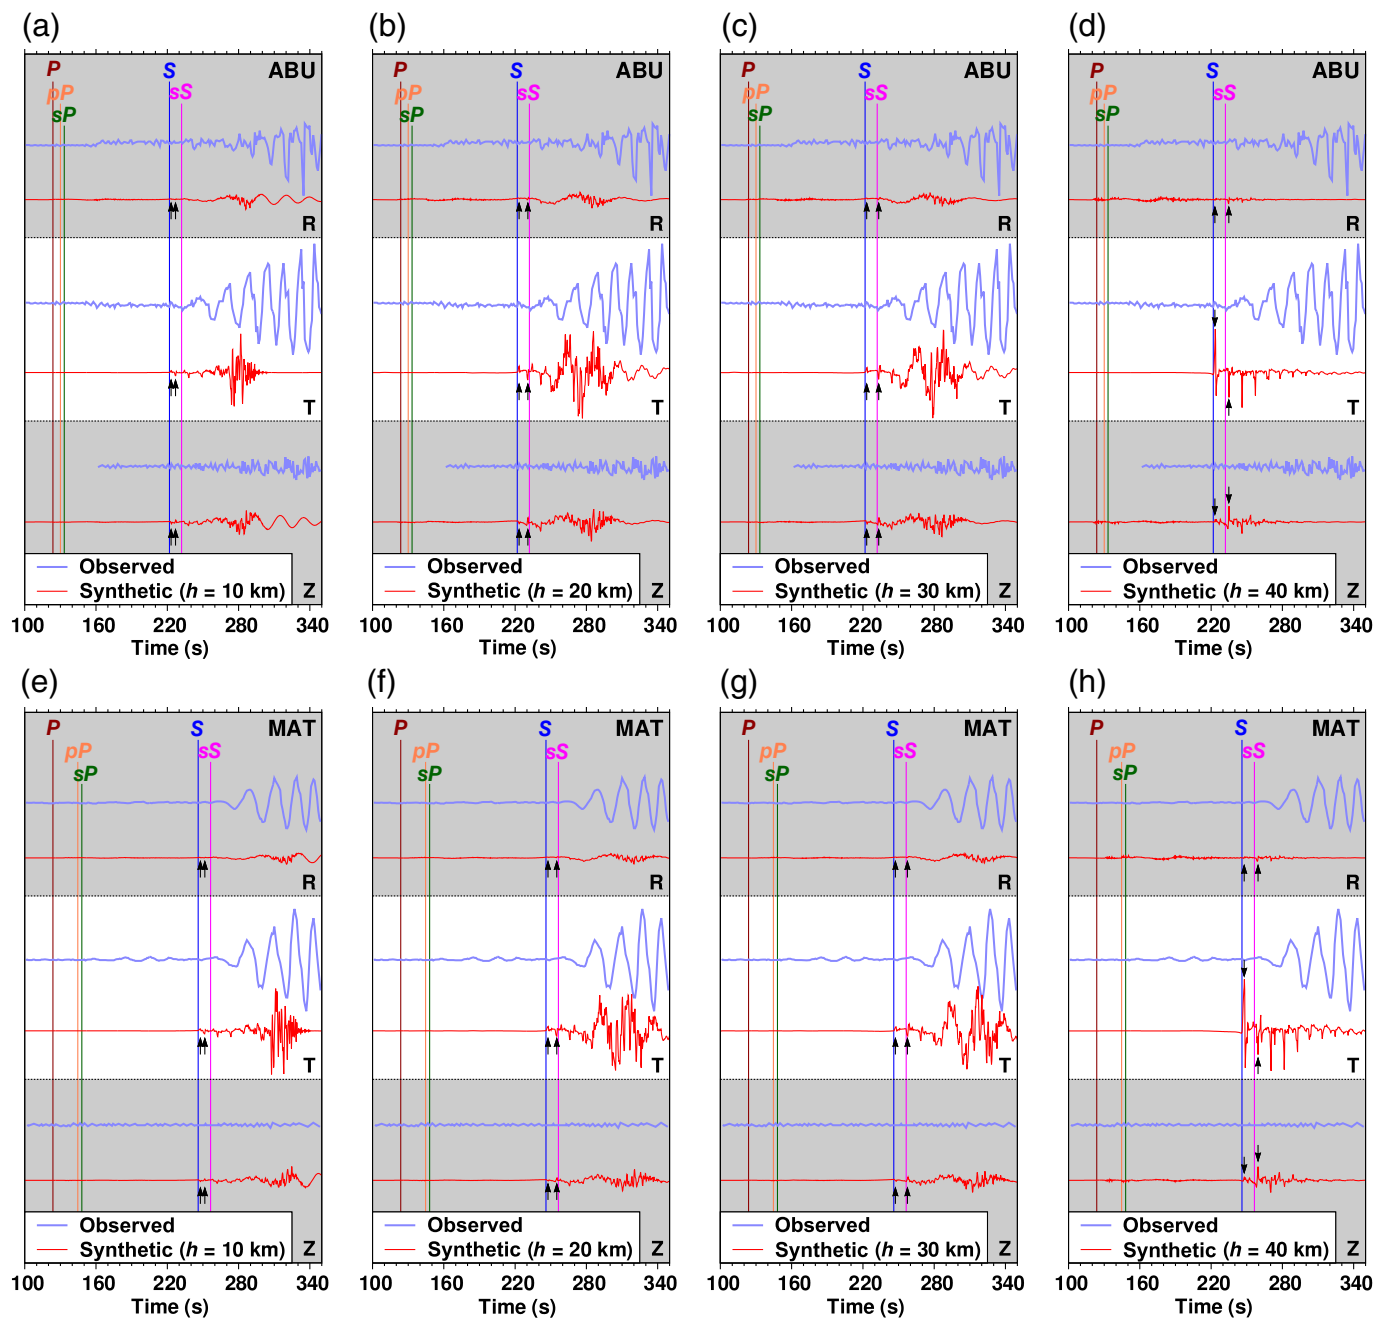 (a) (b) (c) (d)
P S ABU P S ABU P S ABU P S ABU
pP sS pP sS pP sS pP sS
sP sP sP sP
R R R R
T T T T
Observed Observed Observed Observed
Synthetic (h = 10 km) Z Synthetic (h = 20 km) Z Synthetic (h = 30 km) Z Synthetic (h = 40 km) Z
100 160 220 280 340 100 160 220 280 340 100 160 220 280 340 100 160 220 280 340
Time (s) Time (s) Time (s) Time (s)
(e) (f) (g) (h)
P S MAT P S MAT P S MAT P S MAT
pP sS pP sS pP sS pP sS
sP sP sP sP
R R R R
T T T T
Observed Observed Observed Observed
Synthetic (h = 10 km) Z Synthetic (h = 20 km) Z Synthetic (h = 30 km) Z Synthetic (h = 40 km) Z
100 160 220 280 340 100 160 220 280 340 100 160 220 280 340 100 160 220 280 340
Time (s) Time (s) Time (s) Time (s)